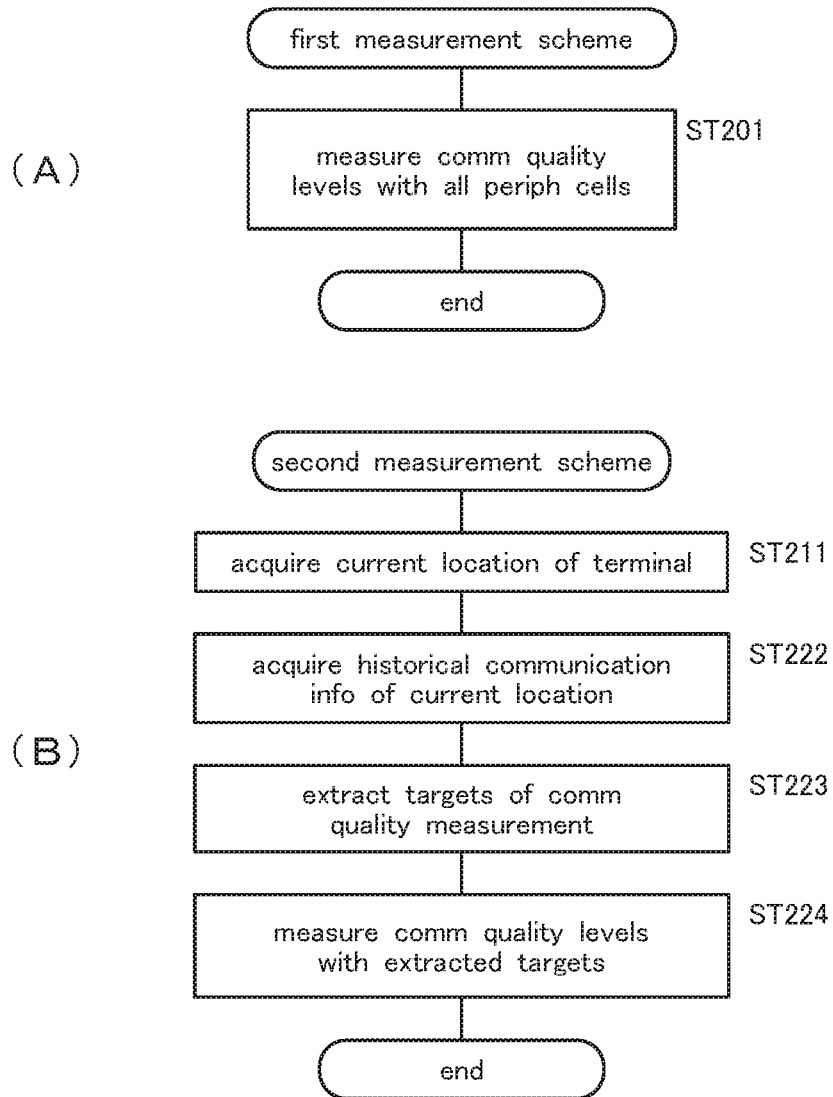 first measurement scheme
(A)
measure comm quality
levels with all periph cells
ST201
end
second measurement scheme
acquire current location of terminal
ST211
acquire historical communication
info of current location
ST222
(B)
extract targets of comm
quality measurement
ST223
measure comm quality levels
with extracted targets
ST224
end